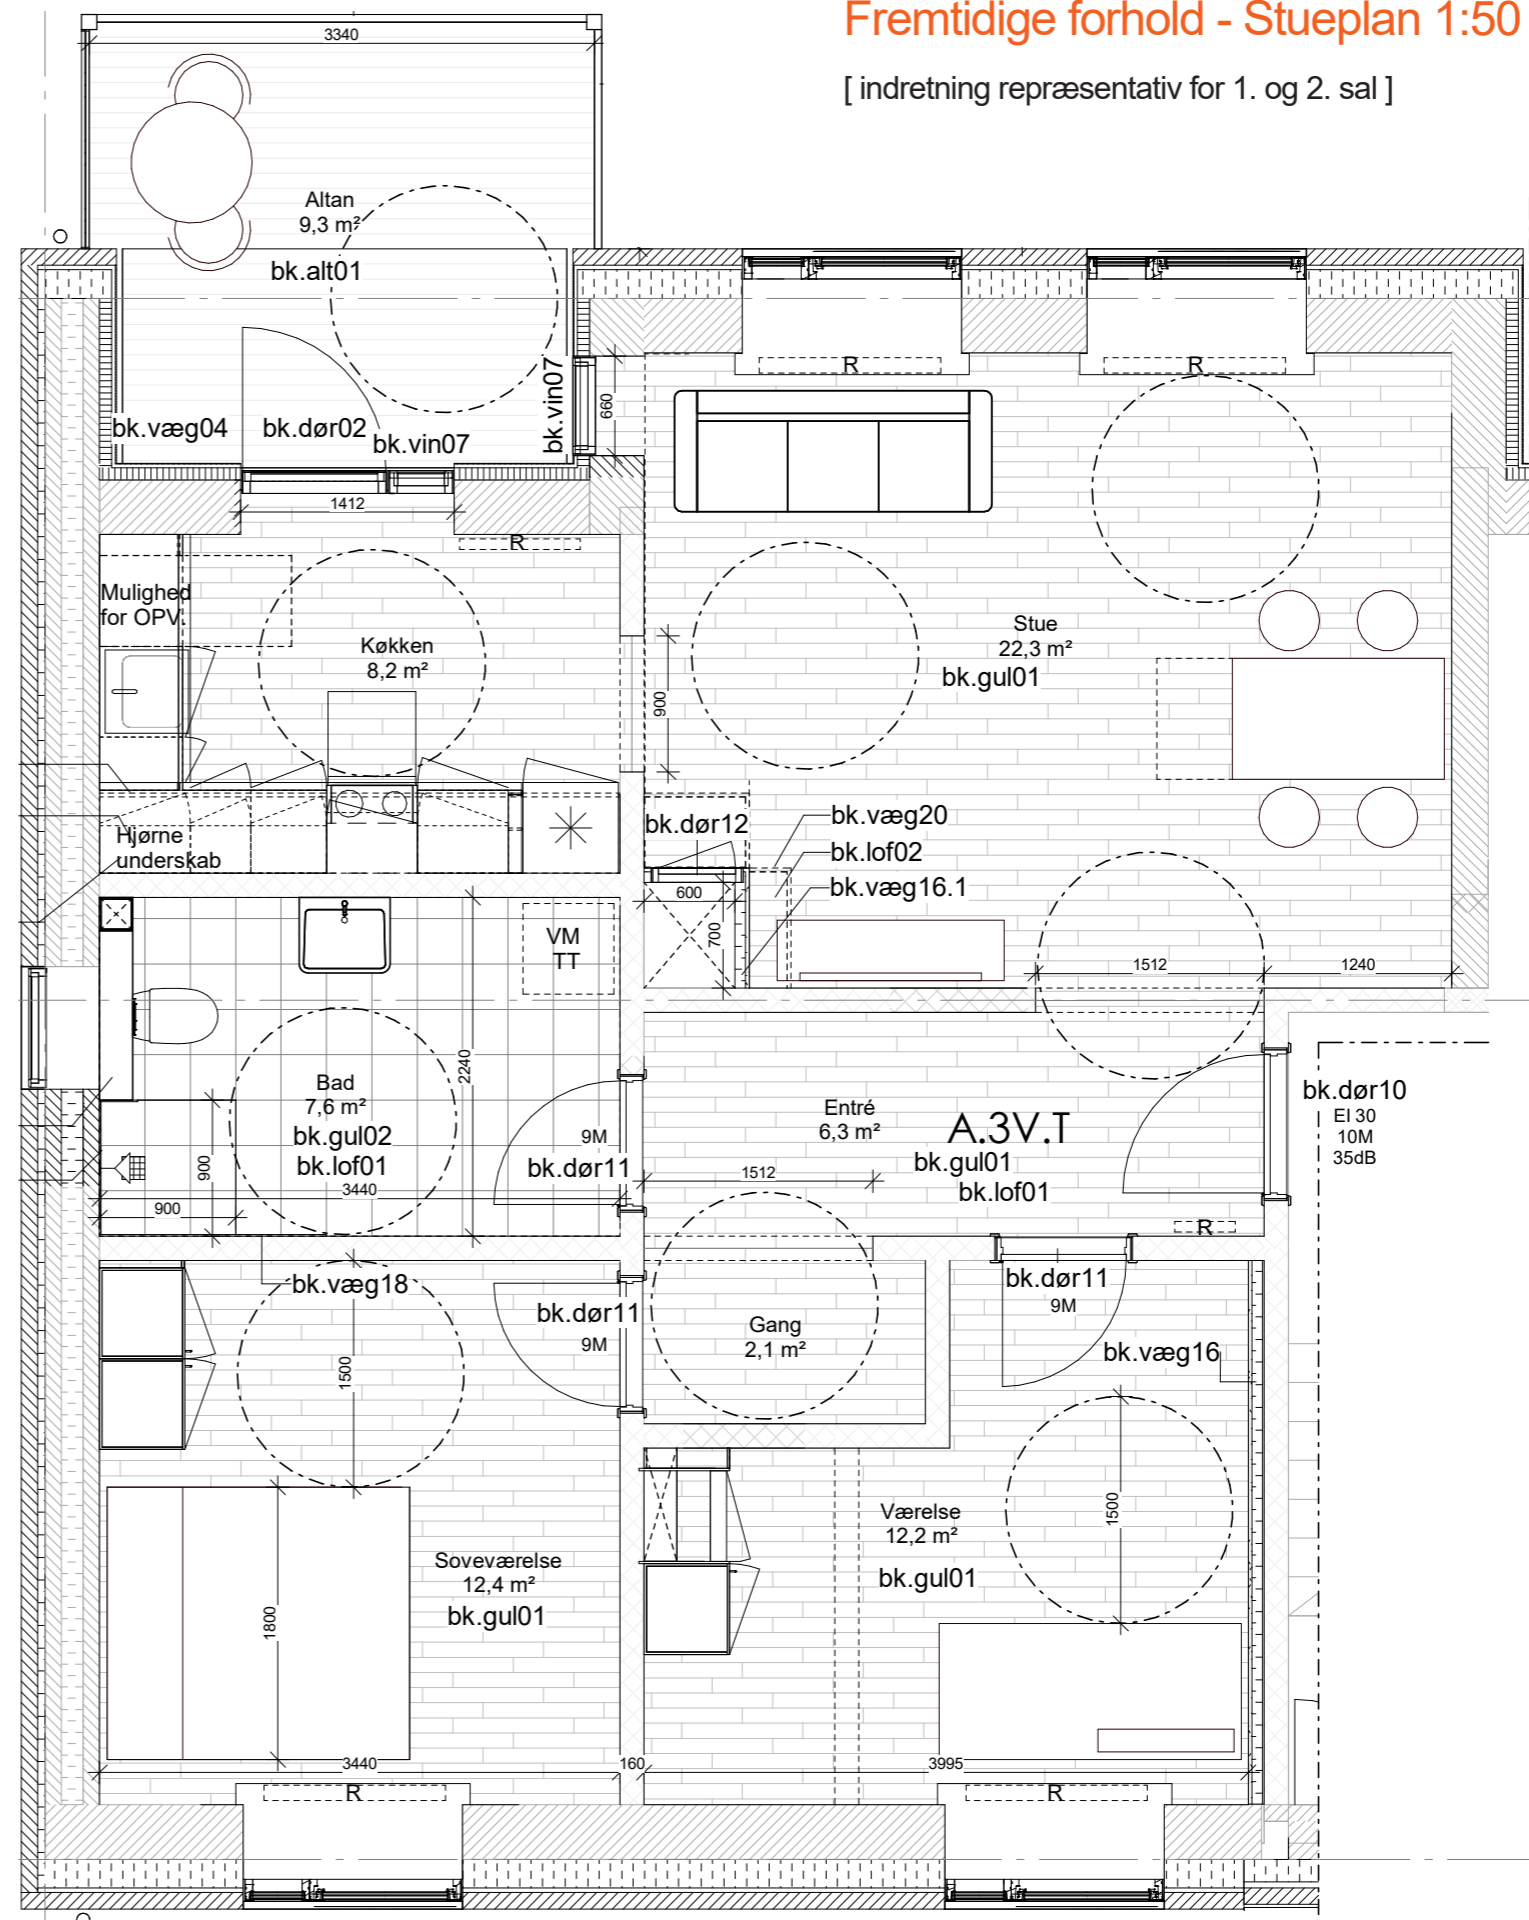 Fremtidige forhold - Stueplan 1:50
[ indretning repræsentativ for 1. og 2. sal ]
3340
Altan
9,3 m²
bk.alt01
bk.væg04
bk.dør02
bk.vin07
bk.vin07
660
R
R
1412
R
Mulighed
for OPV.
Køkken
8,2 m²
900
Stue
22,3 m²
bk.gul01
Hjørne
underskab
bk.dør12
bk.væg20
bk.lof02
bk.væg16.1
600
700
VM
TT
1512
1240
2240
Bad
7,6 m²
bk.gul02
bk.lof01
9M
bk.dør11
3440
900
900
Entré
6,3 m²
A.3V.T
bk.gul01
bk.lof01
1512
bk.dør10
EI 30
10M
35dB
R
bk.væg18
bk.dør11
9M
1500
Gang
2,1 m²
bk.dør11
9M
bk.væg16
1500
Soveværelse
12,4 m²
bk.gul01
1800
Værelse
12,2 m²
bk.gul01
3440
160
3995
R
R